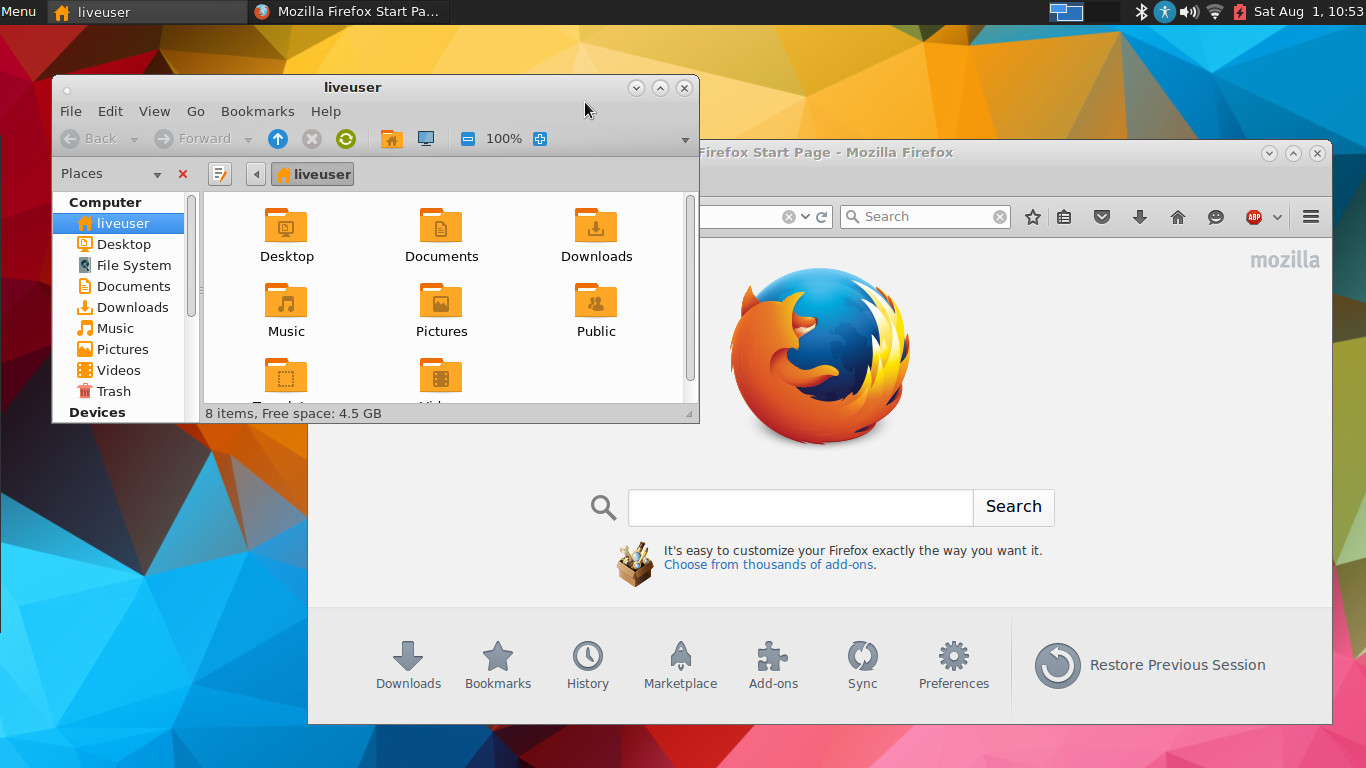 Menu
liveuser
Mozilla Firefox Start Pa...
Sat Aug 1, 10:53
liveuser
File Edit View Go Bookmarks Help
Back Forward 100%
Places
liveuser
Computer
liveuser
Desktop
File System
Documents
Downloads
Music
Pictures
Videos
Trash
Devices
Desktop Documents Downloads
Music Pictures Public
8 items, Free space: 4.5 GB
Firefox Start Page - Mozilla Firefox
Search
ABP
mozilla
Search
It's easy to customize your Firefox exactly the way you want it.
Choose from thousands of add-ons.
Downloads Bookmarks History Marketplace Add-ons Sync Preferences
Restore Previous Session